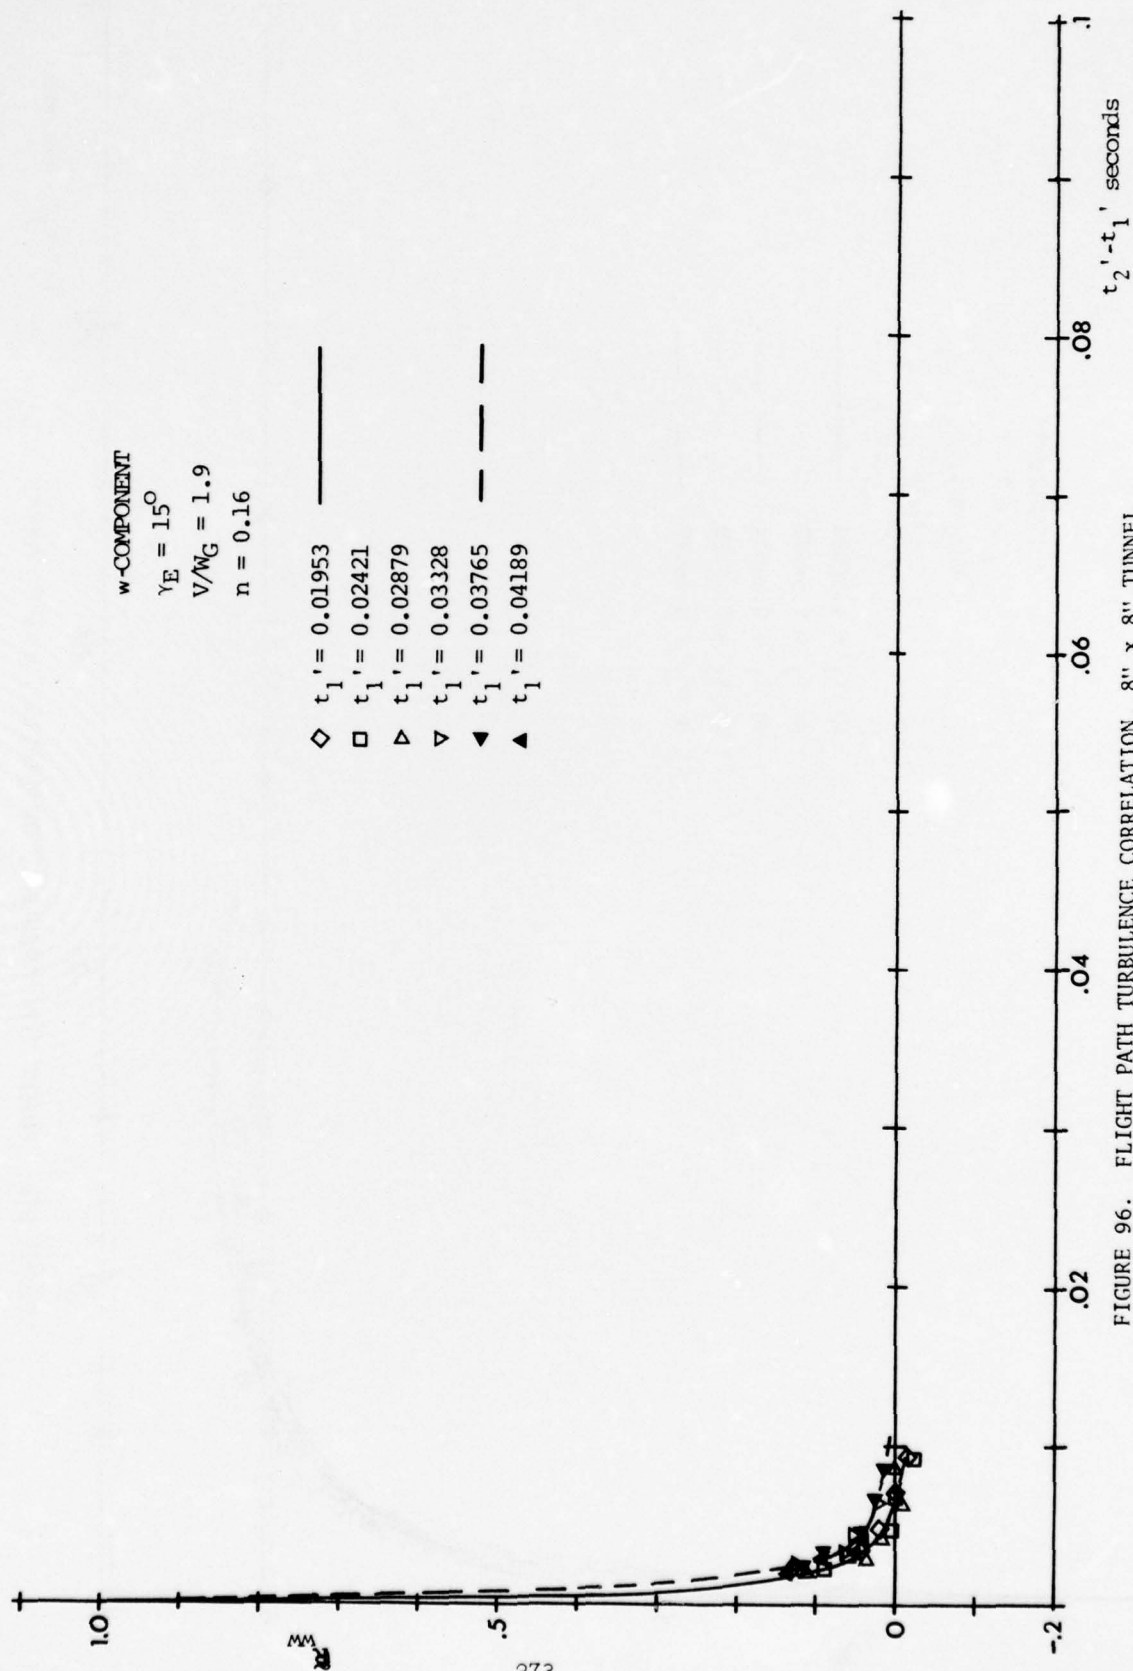 w-COMPONENT
γE = 15°
V/WG = 1.9
n = 0.16
◇ t1' = 0.01953
□ t1' = 0.02421
▷ t1' = 0.02879
▽ t1' = 0.03328
▼ t1' = 0.03765
▲ t1' = 0.04189
1.0
ww
.5
0
-.2
.02
.04
.06
.08
.1
t2'-t1' seconds
FIGURE 96. FLIGHT PATH TURBULENCE CORRELATION, 8" x 8" TUNNEL
273